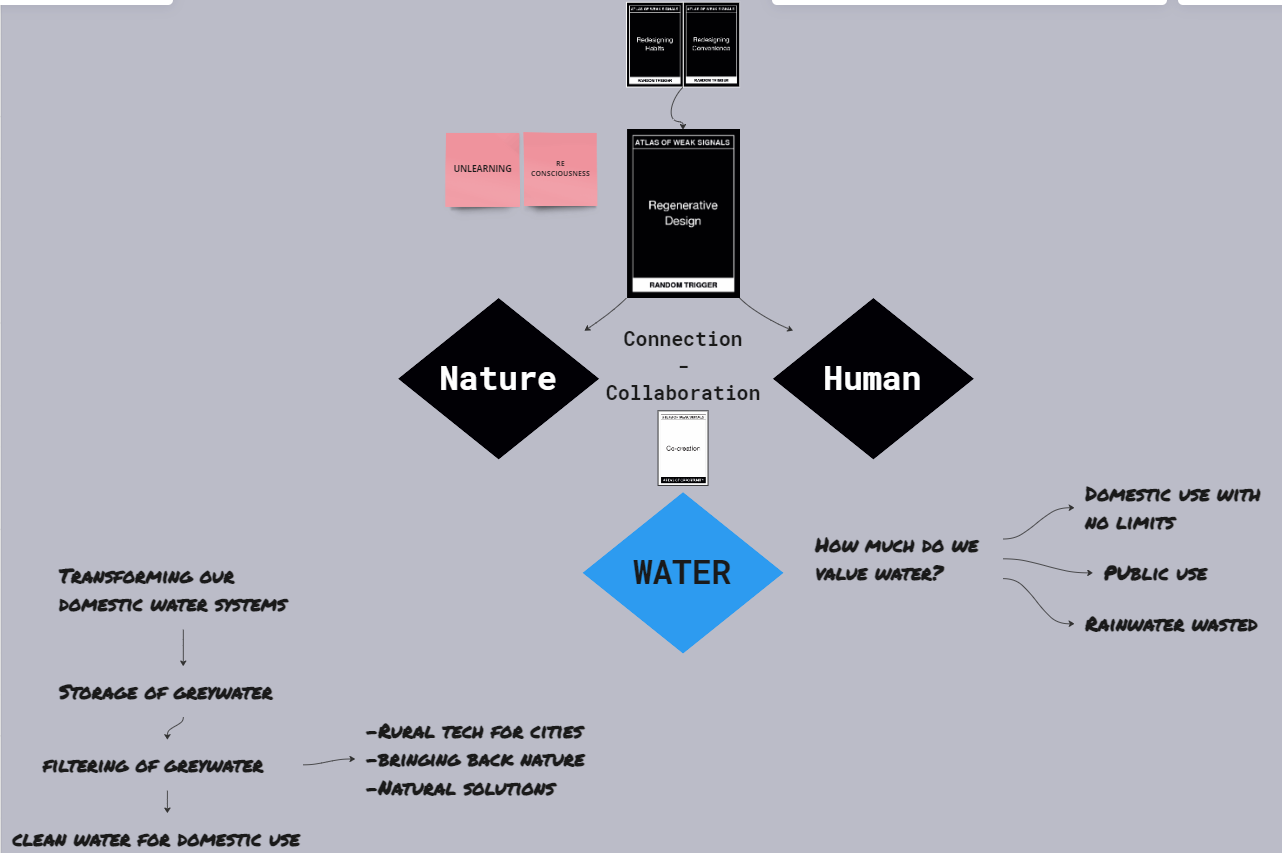 ATLAS OF WEAK SIGNALS
Redesigning
Habits
RANDOM TRIGGER
ATLAS OF WEAK SIGNALS
Redesigning
Convenience
RANDOM TRIGGER
UNLEARNING
RE
CONSCIOUSNESS
ATLAS OF WEAK SIGNALS
Regenerative
Design
RANDOM TRIGGER
Nature
Connection
-
Collaboration
Human
ATLAS OF WEAK SIGNALS
Co-creation
WATER
HOW MUCH DO WE
VALUE WATER?
DOMESTIC USE WITH
NO LIMITS
PUBLIC USE
RAINWATER WASTED
TRANSFORMING OUR
DOMESTIC WATER SYSTEMS
STORAGE OF GREYWATER
FILTERING OF GREYWATER
-RURAL TECH FOR CITIES
-BRINGING BACK NATURE
-NATURAL SOLUTIONS
CLEAN WATER FOR DOMESTIC USE